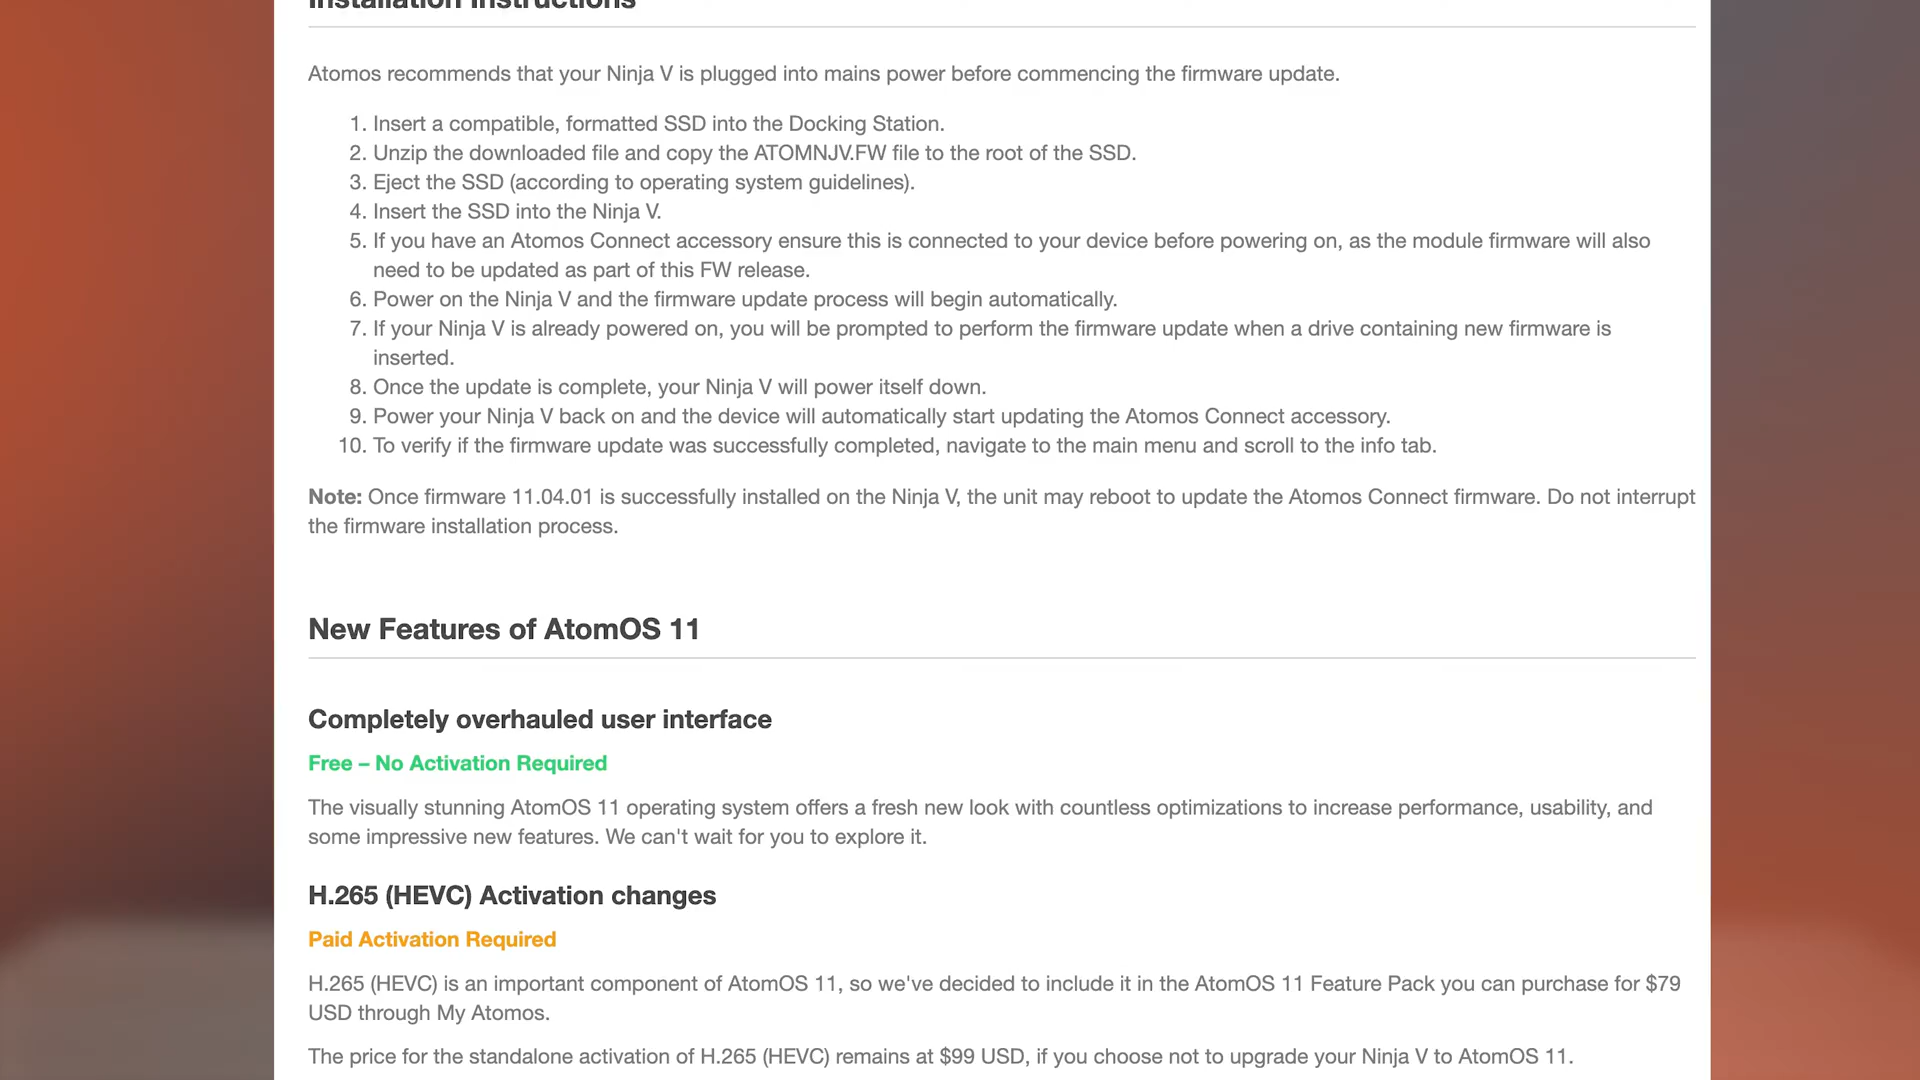 Installation Instructions
Atomos recommends that your Ninja V is plugged into mains power before commencing the firmware update.
1. Insert a compatible, formatted SSD into the Docking Station.
2. Unzip the downloaded file and copy the ATOMNJV.FW file to the root of the SSD.
3. Eject the SSD (according to operating system guidelines).
4. Insert the SSD into the Ninja V.
5. If you have an Atomos Connect accessory ensure this is connected to your device before powering on, as the module firmware will also
need to be updated as part of this FW release.
6. Power on the Ninja V and the firmware update process will begin automatically.
7. If your Ninja V is already powered on, you will be prompted to perform the firmware update when a drive containing new firmware is
inserted.
8. Once the update is complete, your Ninja V will power itself down.
9. Power your Ninja V back on and the device will automatically start updating the Atomos Connect accessory.
10. To verify if the firmware update was successfully completed, navigate to the main menu and scroll to the info tab.
Note: Once firmware 11.04.01 is successfully installed on the Ninja V, the unit may reboot to update the Atomos Connect firmware. Do not interrupt
the firmware installation process.
New Features of AtomOS 11
Completely overhauled user interface
Free – No Activation Required
The visually stunning AtomOS 11 operating system offers a fresh new look with countless optimizations to increase performance, usability, and
some impressive new features. We can't wait for you to explore it.
H.265 (HEVC) Activation changes
Paid Activation Required
H.265 (HEVC) is an important component of AtomOS 11, so we've decided to include it in the AtomOS 11 Feature Pack you can purchase for $79
USD through My Atomos.
The price for the standalone activation of H.265 (HEVC) remains at $99 USD, if you choose not to upgrade your Ninja V to AtomOS 11.